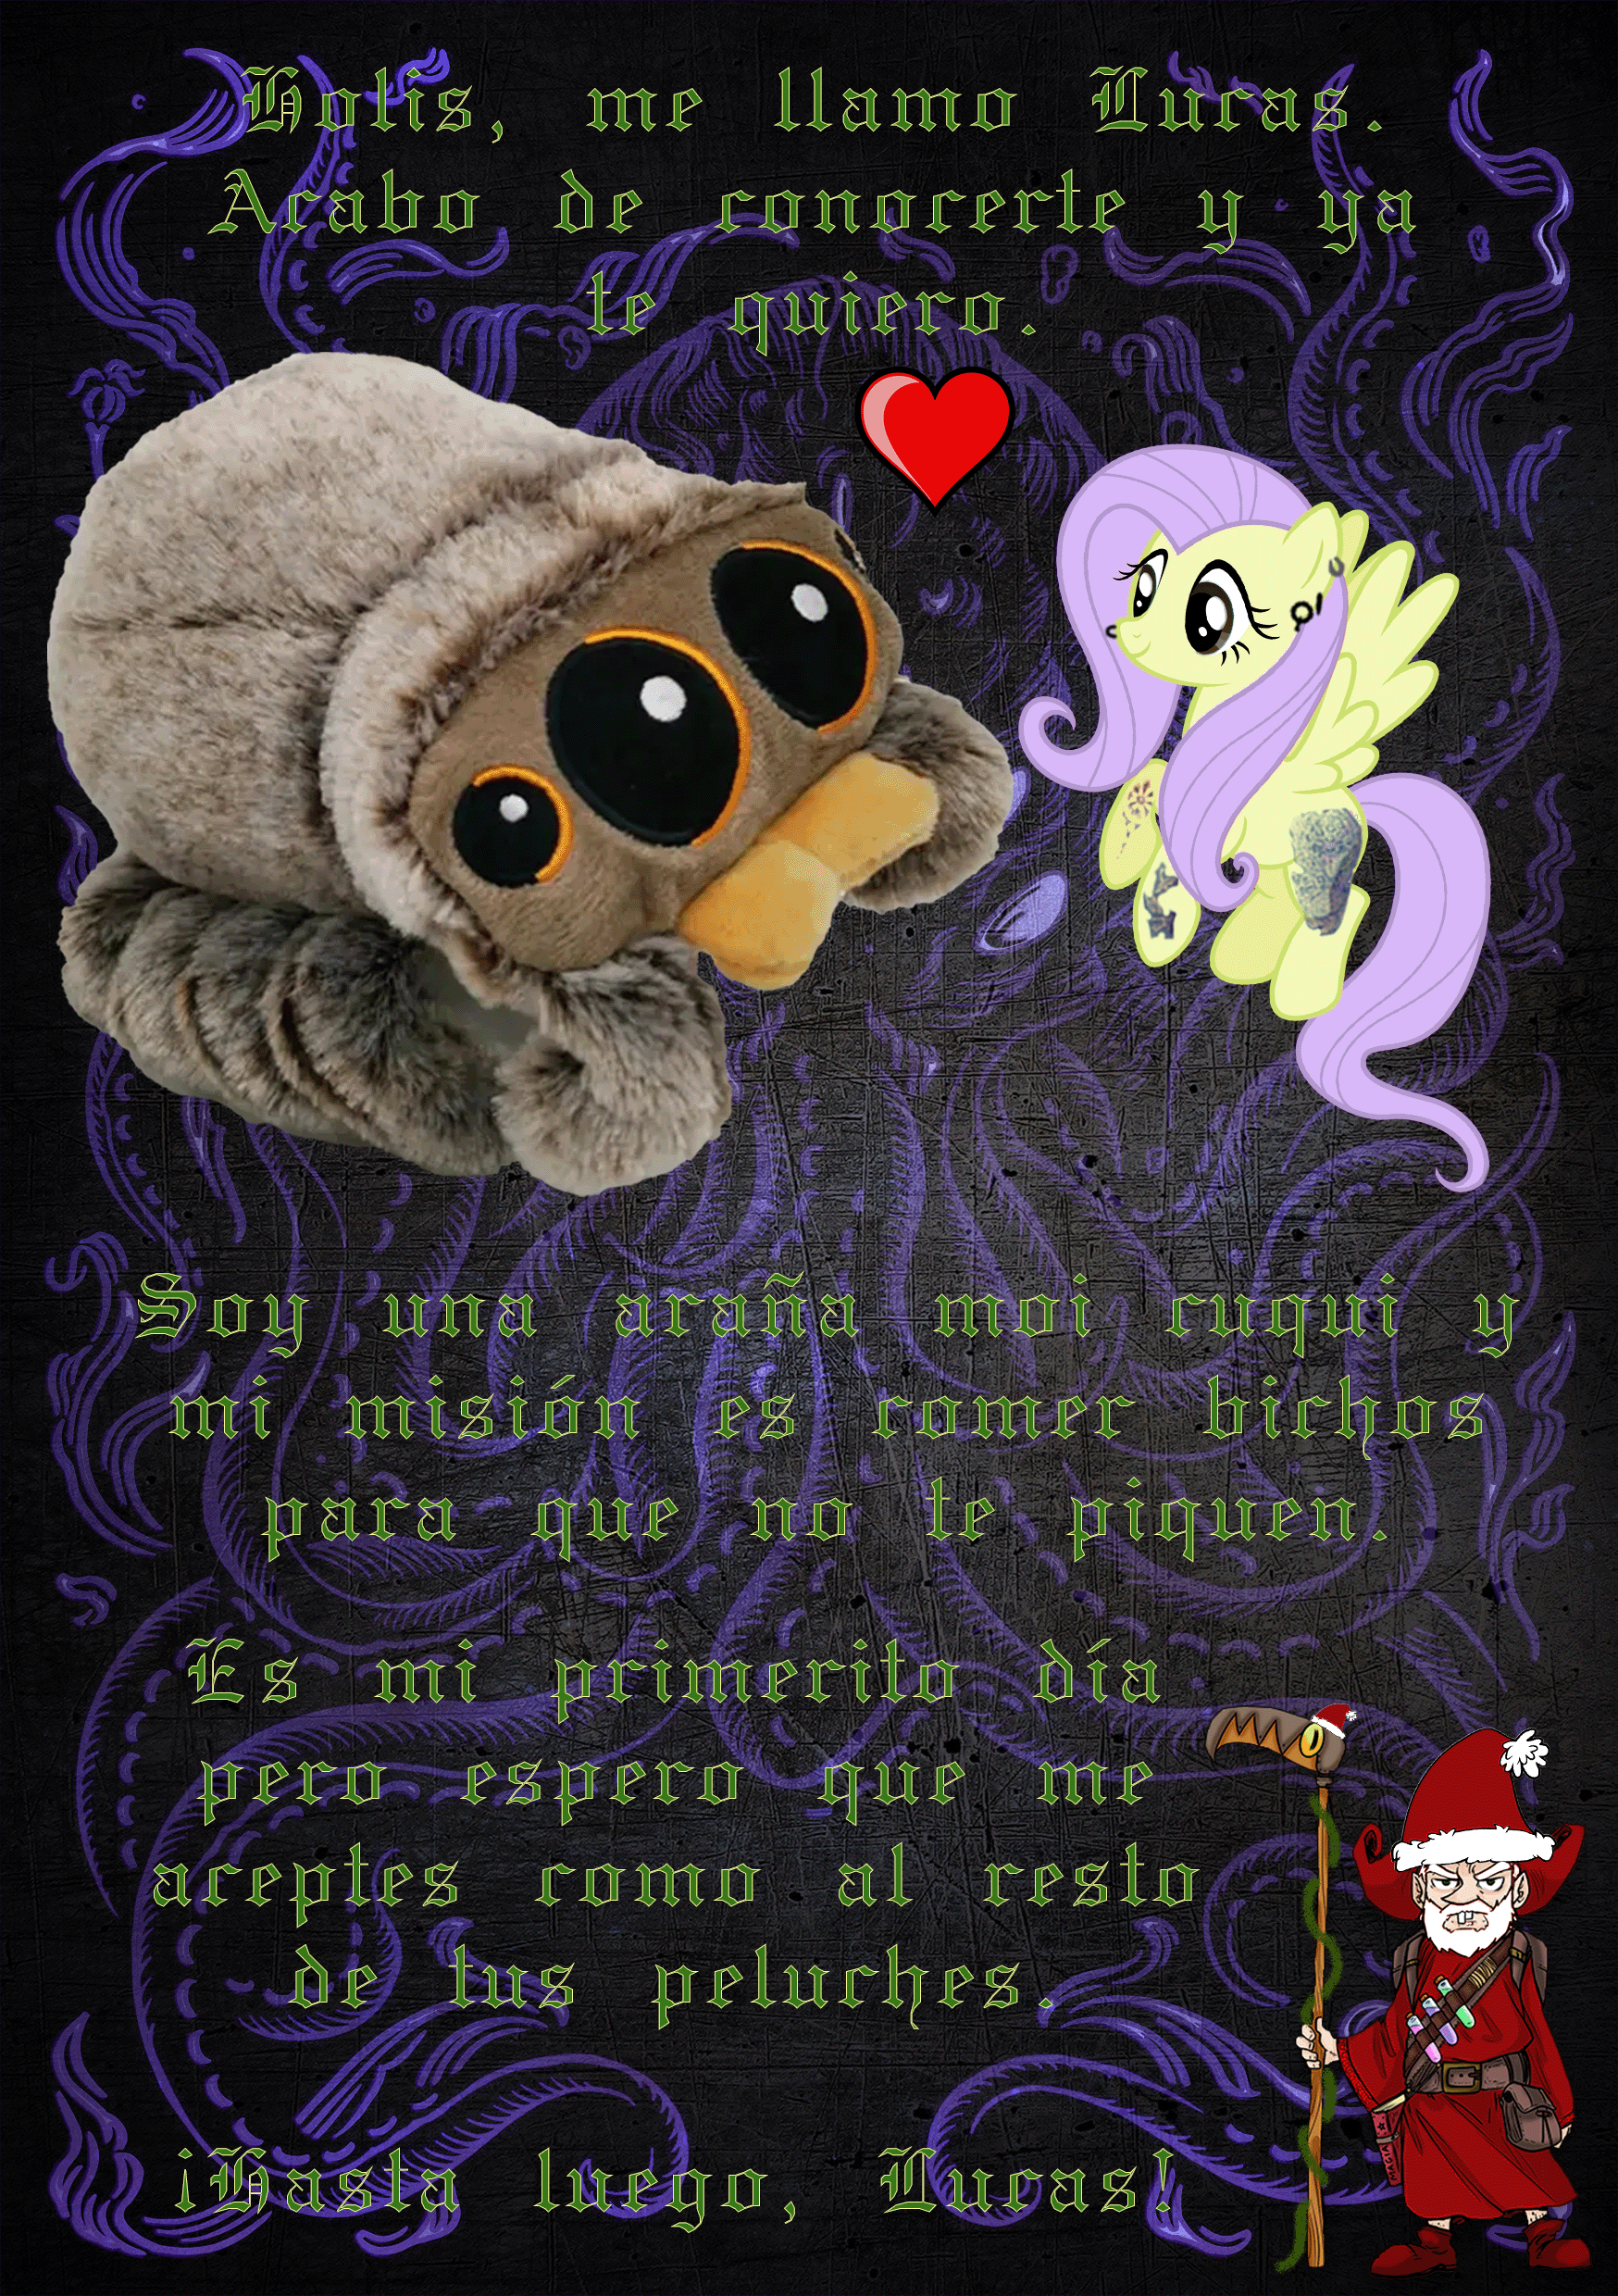 Holis, me llamo Lucas.
Acabo de conocerte y ya
te quiero.
Soy una araña moi cuqui y
mi misión es comer bichos
para que no te piquen.
Es mi primerito día
pero espero que me
aceptes como al resto
de tus peluches.
¡Hasta luego, Lucas!
MAGIA